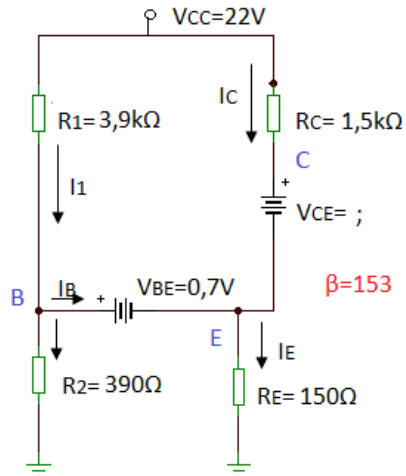 VCC= 22V
R1= 3,9kΩ
IC
RC= 1,5kΩ
C
I1
+
VCE= ;
β=153
B
IB
+
VBE=0,7V
E
IE
R2= 390Ω
RE= 150Ω